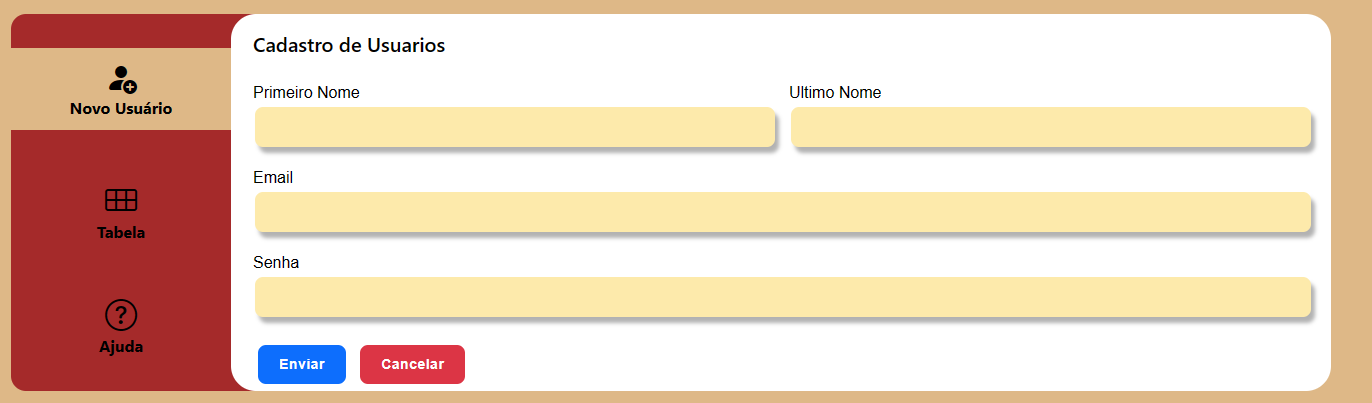 Novo Usuário
Tabela
Ajuda
Cadastro de Usuarios
Primeiro Nome
Ultimo Nome
Email
Senha
Enviar
Cancelar